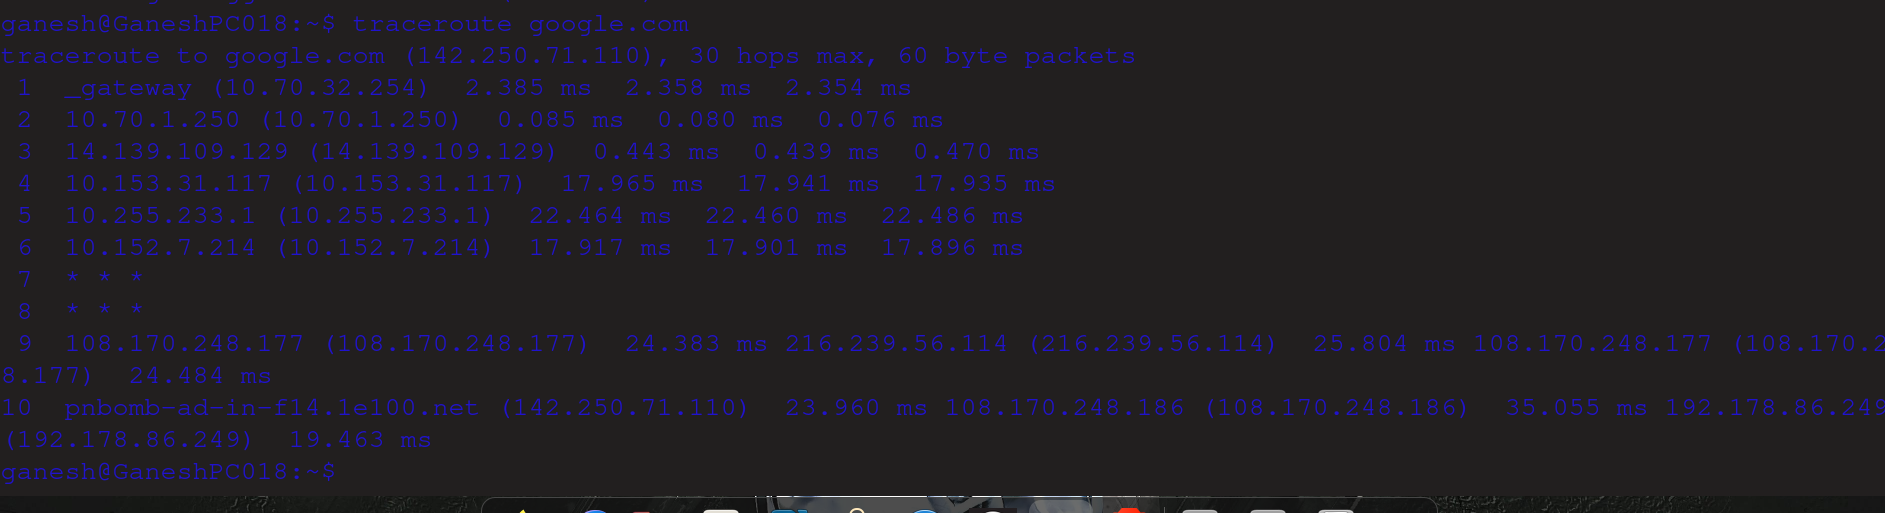 ganesh@GaneshPC018:~$ traceroute google.com
traceroute to google.com (142.250.71.110), 30 hops max, 60 byte packets
 1  _gateway (10.70.32.254)  2.385 ms  2.358 ms  2.354 ms
 2  10.70.1.250 (10.70.1.250)  0.085 ms  0.080 ms  0.076 ms
 3  14.139.109.129 (14.139.109.129)  0.443 ms  0.439 ms  0.470 ms
 4  10.153.31.117 (10.153.31.117)  17.965 ms  17.941 ms  17.935 ms
 5  10.255.233.1 (10.255.233.1)  22.464 ms  22.460 ms  22.486 ms
 6  10.152.7.214 (10.152.7.214)  17.917 ms  17.901 ms  17.896 ms
 7  * * *
 8  * * *
 9  108.170.248.177 (108.170.248.177)  24.383 ms 216.239.56.114 (216.239.56.114)  25.804 ms 108.170.248.177 (108.170.2
8.177)  24.484 ms
10  pnbomb-ad-in-f14.1e100.net (142.250.71.110)  23.960 ms 108.170.248.186 (108.170.248.186)  35.055 ms 192.178.86.249
(192.178.86.249)  19.463 ms
ganesh@GaneshPC018:~$